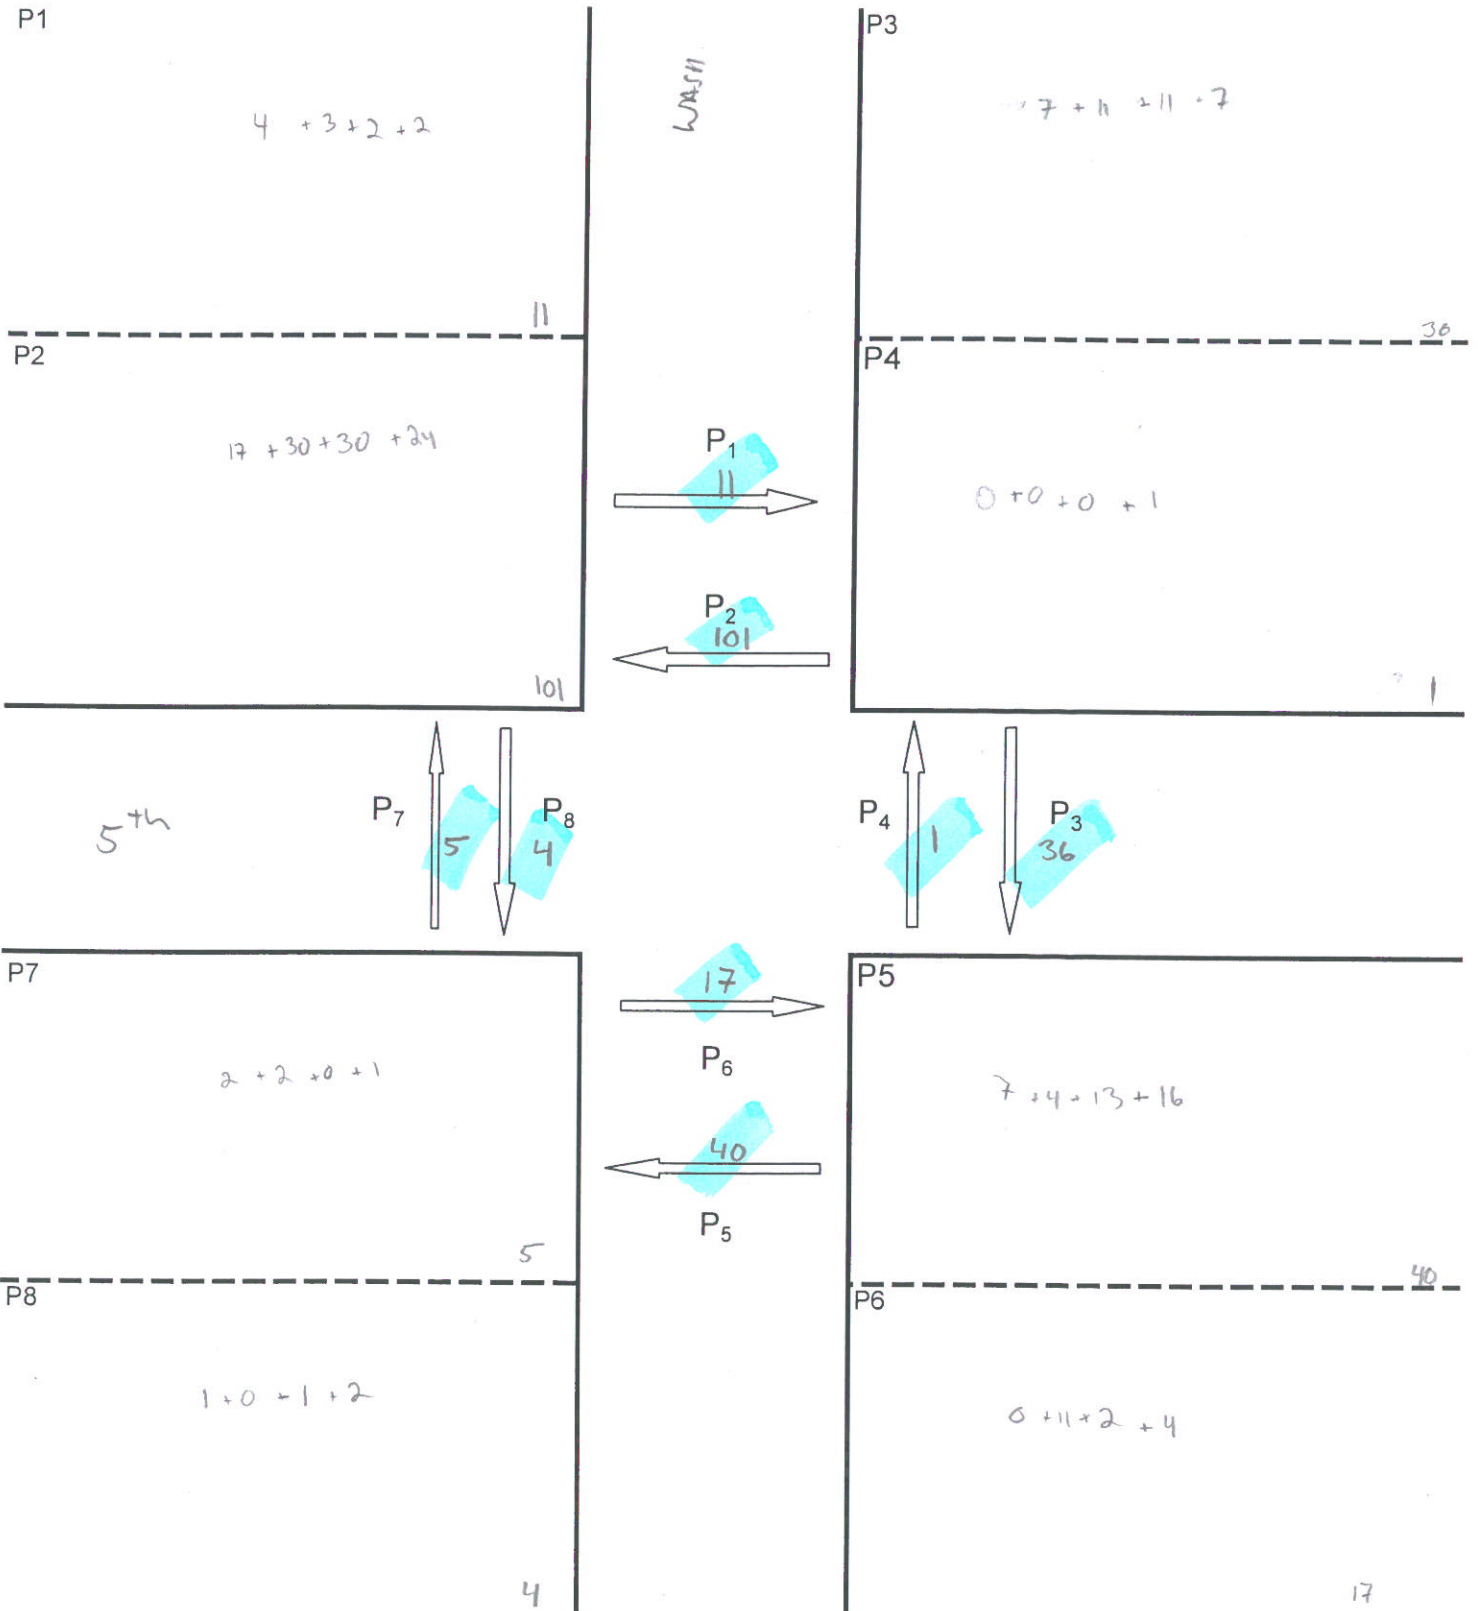 P1
4 +3+2+2
11
P2
17 +30+30 +24
101
WASH
P3
7 + 11 +11 +7
36
P4
0 +0 +0 + 1
1
P₁
11
P₂
101
5th
P₇
5
P₈
4
P₄
1
P₃
36
P7
2 +2 +0 +1
5
P8
1+0 +1 +2
4
17
P₆
40
P₅
P5
7 +4 +13 +16
40
P6
0 +11+2 +4
17